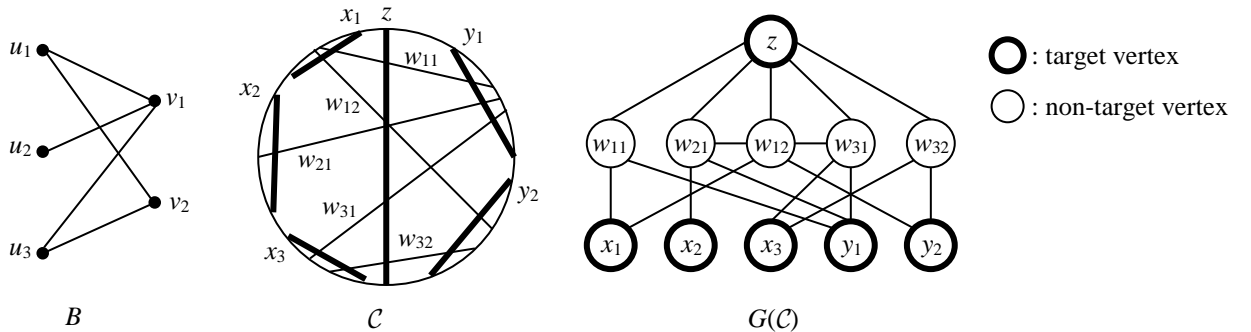 u₁
u₂
u₃
v₁
v₂
B
x₁
z
y₁
w₁₁
x₂
w₁₂
w₂₁
y₂
w₃₁
x₃
w₃₂
𝒞
z
w₁₁ w₂₁ w₁₂ w₃₁ w₃₂
x₁ x₂ x₃ y₁ y₂
G(𝒞)
: target vertex
: non-target vertex